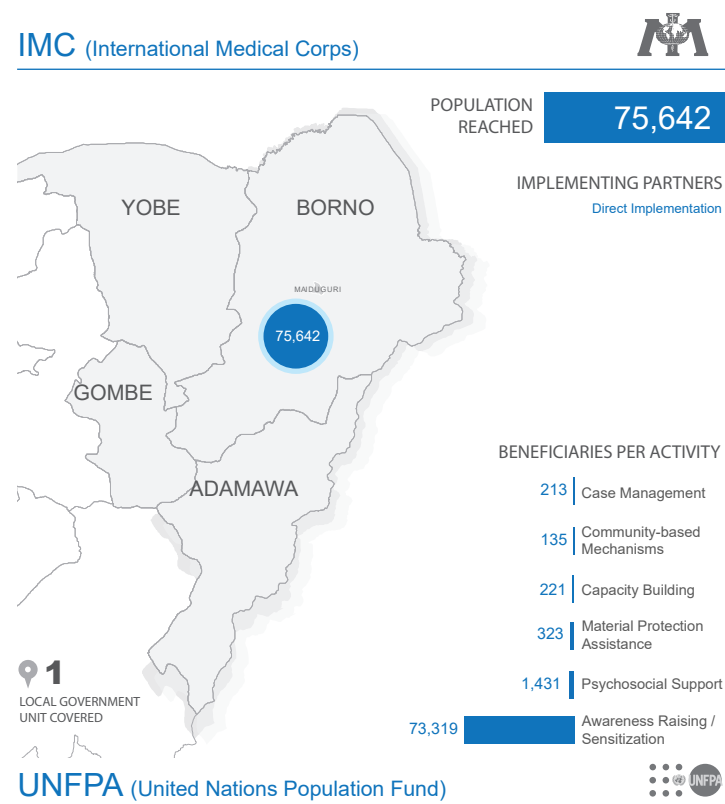 IMC (International Medical Corps)
POPULATION
REACHED
75,642
IMPLEMENTING PARTNERS
Direct Implementation
YOBE
BORNO
MAIDUGURI
75,642
GOMBE
ADAMAWA
BENEFICIARIES PER ACTIVITY
213 Case Management
135 Community-based
Mechanisms
221 Capacity Building
323 Material Protection
Assistance
1,431 Psychosocial Support
73,319 Awareness Raising /
Sensitization
1
LOCAL GOVERNMENT
UNIT COVERED
UNFPA (United Nations Population Fund)
UNFPA